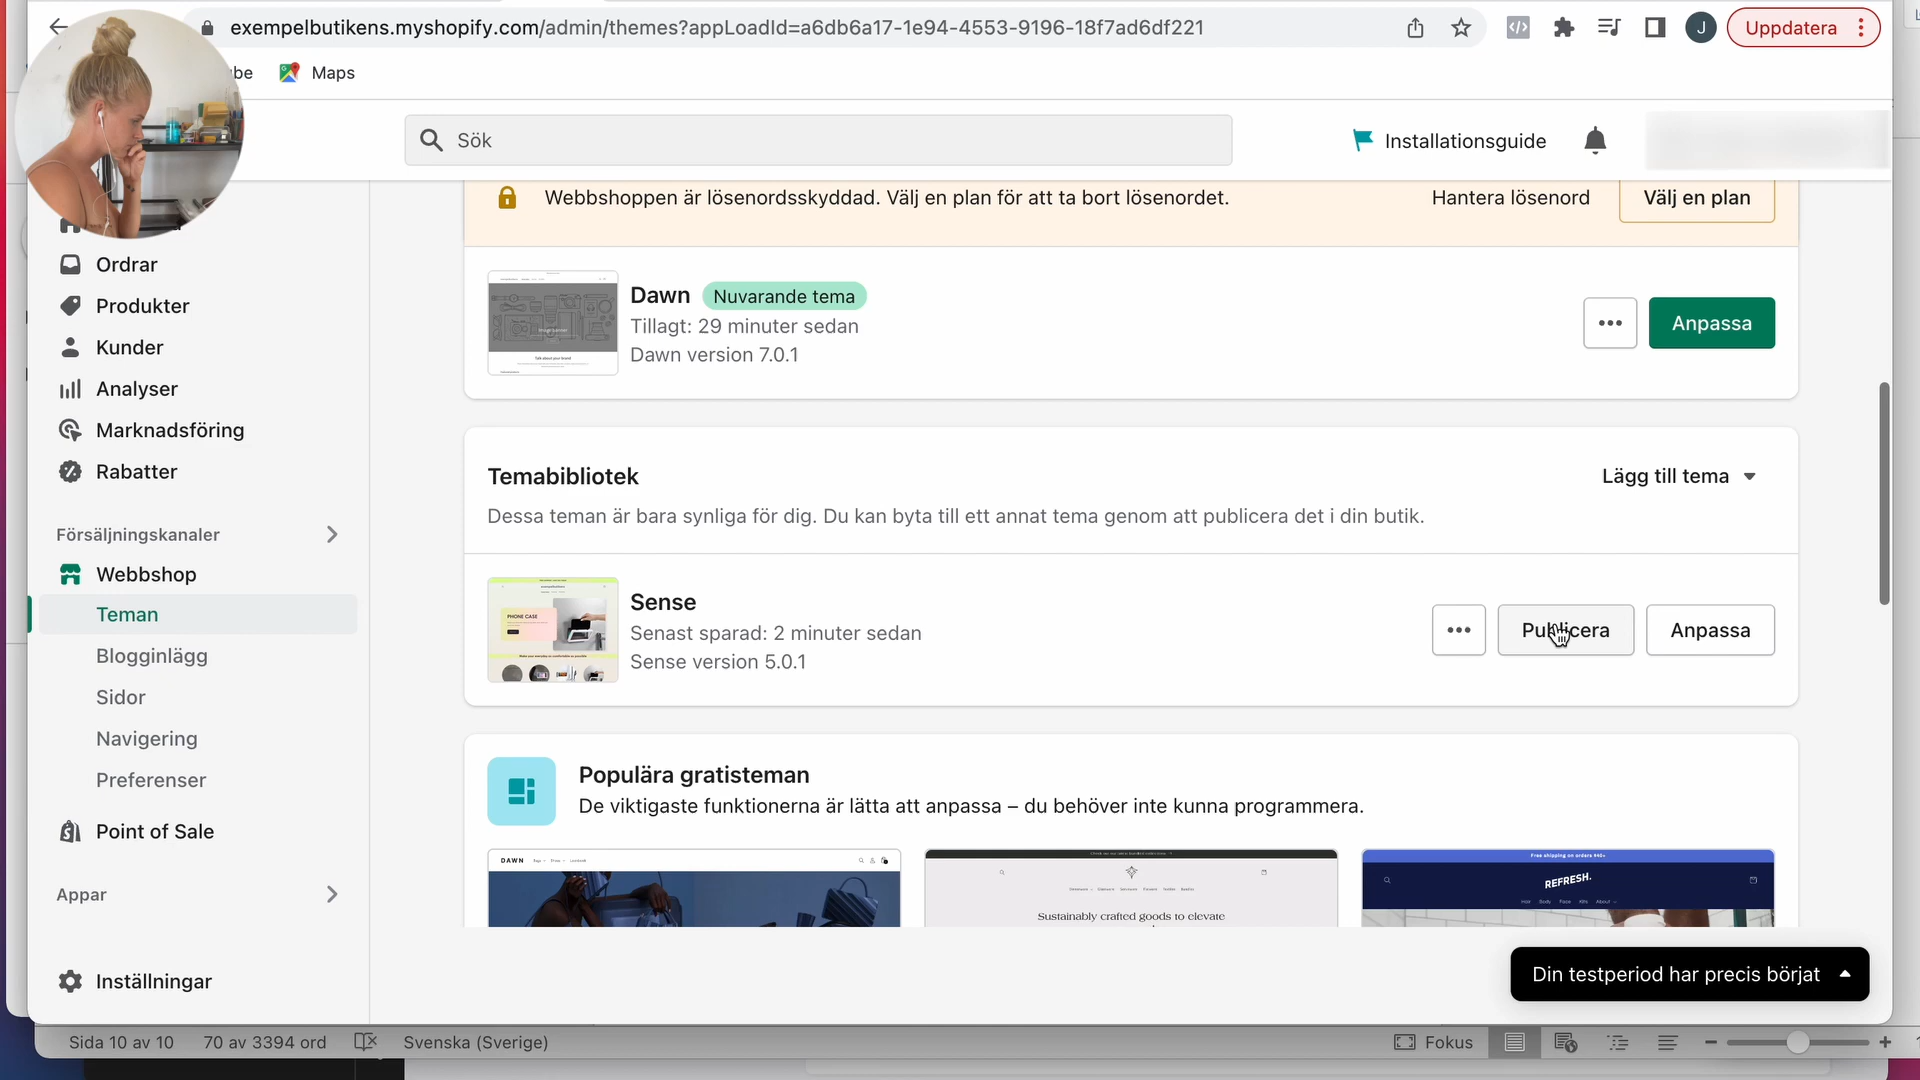 exempelbutikens.myshopify.com/admin/themes?appLoadId=a6db6a17-1e94-4553-9196-18f7ad6df221
J
Uppdatera
be
Maps
Sök
Installationsguide
Webbshoppen är lösenordsskyddad. Välj en plan för att ta bort lösenordet.
Hantera lösenord
Välj en plan
Ordrar
Produkter
Kunder
Analyser
Marknadsföring
Rabatter
Försäljningskanaler
Webbshop
Teman
Blogginlägg
Sidor
Navigering
Preferenser
Point of Sale
Appar
Inställningar
Dawn
Nuvarande tema
Tillagt: 29 minuter sedan
Dawn version 7.0.1
Anpassa
Temabibliotek
Lägg till tema
Dessa teman är bara synliga för dig. Du kan byta till ett annat tema genom att publicera det i din butik.
PHONE CASE
Sense
Senast sparad: 2 minuter sedan
Sense version 5.0.1
Publicera
Anpassa
Populära gratisteman
De viktigaste funktionerna är lätta att anpassa – du behöver inte kunna programmera.
DAWN
Sustainably crafted goods to elevate
Free shipping on orders $40+
REFRESH.
Din testperiod har precis börjat
Sida 10 av 10
70 av 3394 ord
Svenska (Sverige)
Fokus